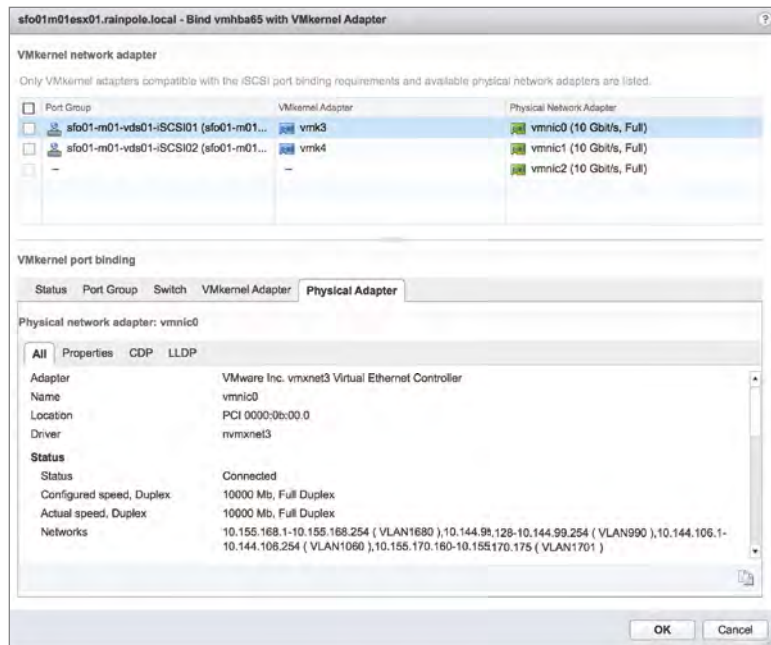 sfo01m01esx01.rainpole.local - Bind vmhba65 with VMkernel Adapter ?
VMkernel network adapter
Only VMkernel adapters compatible with the iSCSI port binding requirements and available physical network adapters are listed.
Port Group VMkernel Adapter Physical Network Adapter
sfo01-m01-vds01-iSCSI01 (sfo01-m01... vmk3 vmnic0 (10 Gbit/s, Full)
sfo01-m01-vds01-iSCSI02 (sfo01-m01... vmk4 vmnic1 (10 Gbit/s, Full)
– – vmnic2 (10 Gbit/s, Full)
VMkernel port binding
Status Port Group Switch VMkernel Adapter Physical Adapter
Physical network adapter: vmnic0
All Properties CDP LLDP
Adapter VMware Inc. vmxnet3 Virtual Ethernet Controller
Name vmnic0
Location PCI 0000:0b:00.0
Driver nvmxnet3
Status
Status Connected
Configured speed, Duplex 10000 Mb, Full Duplex
Actual speed, Duplex 10000 Mb, Full Duplex
Networks 10.155.168.1-10.155.168.254 ( VLAN1680 ),10.144.99.128-10.144.99.254 ( VLAN990 ),10.144.106.1-
10.144.106.254 ( VLAN1060 ),10.155.170.160-10.155.170.175 ( VLAN1701 )
OK Cancel